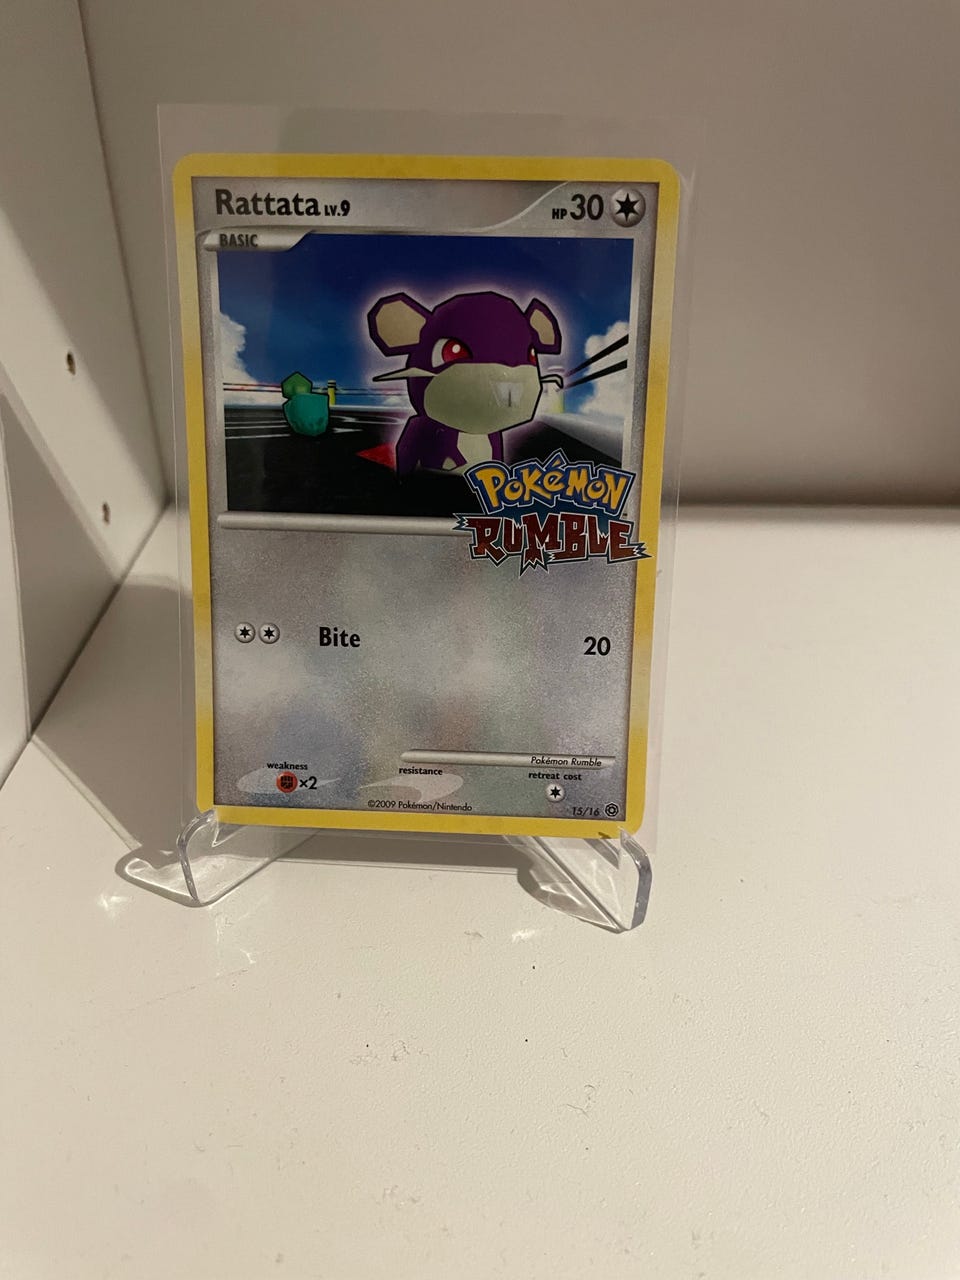 Rattata LV.9 HP 30
BASIC
POKéMON
RUMBLE
Bite 20
Pokémon Rumble
weakness resistance retreat cost
×2
©2009 Pokémon/Nintendo 15/16